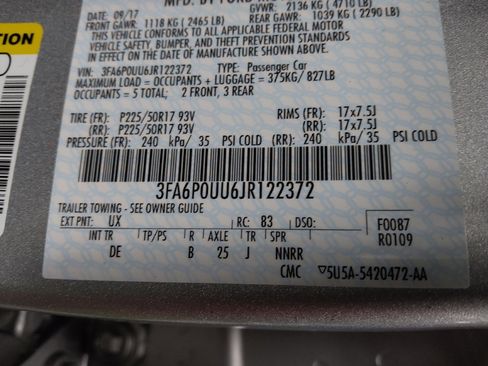 MFD. BY FORD
DATE: 09/17 GVWR: 2136 KG ( 4710 LB)
FRONT GAWR: 1118 KG ( 2465 LB) REAR GAWR: 1039 KG ( 2290 LB)
THIS VEHICLE CONFORMS TO ALL APPLICABLE FEDERAL MOTOR
VEHICLE SAFETY, BUMPER, AND THEFT PREVENTION STANDARDS
IN EFFECT ON THE DATE OF MANUFACTURE SHOWN ABOVE.
VIN: 3FA6P0UU6JR122372 TYPE: Passenger Car
MAXIMUM LOAD = OCCUPANTS + LUGGAGE = 375KG/ 827LB
OCCUPANTS = 5 TOTAL; 2 FRONT, 3 REAR
TIRE (FR): P225/50R17 93V RIMS (FR): 17x7.5J
(RR): P225/50R17 93V (RR): 17x7.5J
PRESSURE (FR): 240 kPa/ 35 PSI COLD (RR): 240 kPa/ 35 PSI COLD
3FA6P0UU6JR122372
TRAILER TOWING - SEE OWNER GUIDE
EXT PNT: UX RC: 83 DSO: F0087
INT TR TP/PS R AXLE TR SPR R0109
DE B 25 J NNRR
CMC ▽5U5A-5420472-AA